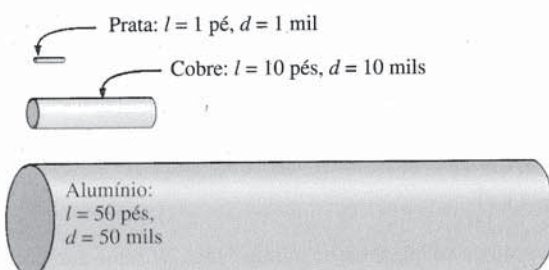 Prata: l = 1 pé, d = 1 mil
Cobre: l = 10 pés, d = 10 mils
Alumínio:
l = 50 pés,
d = 50 mils